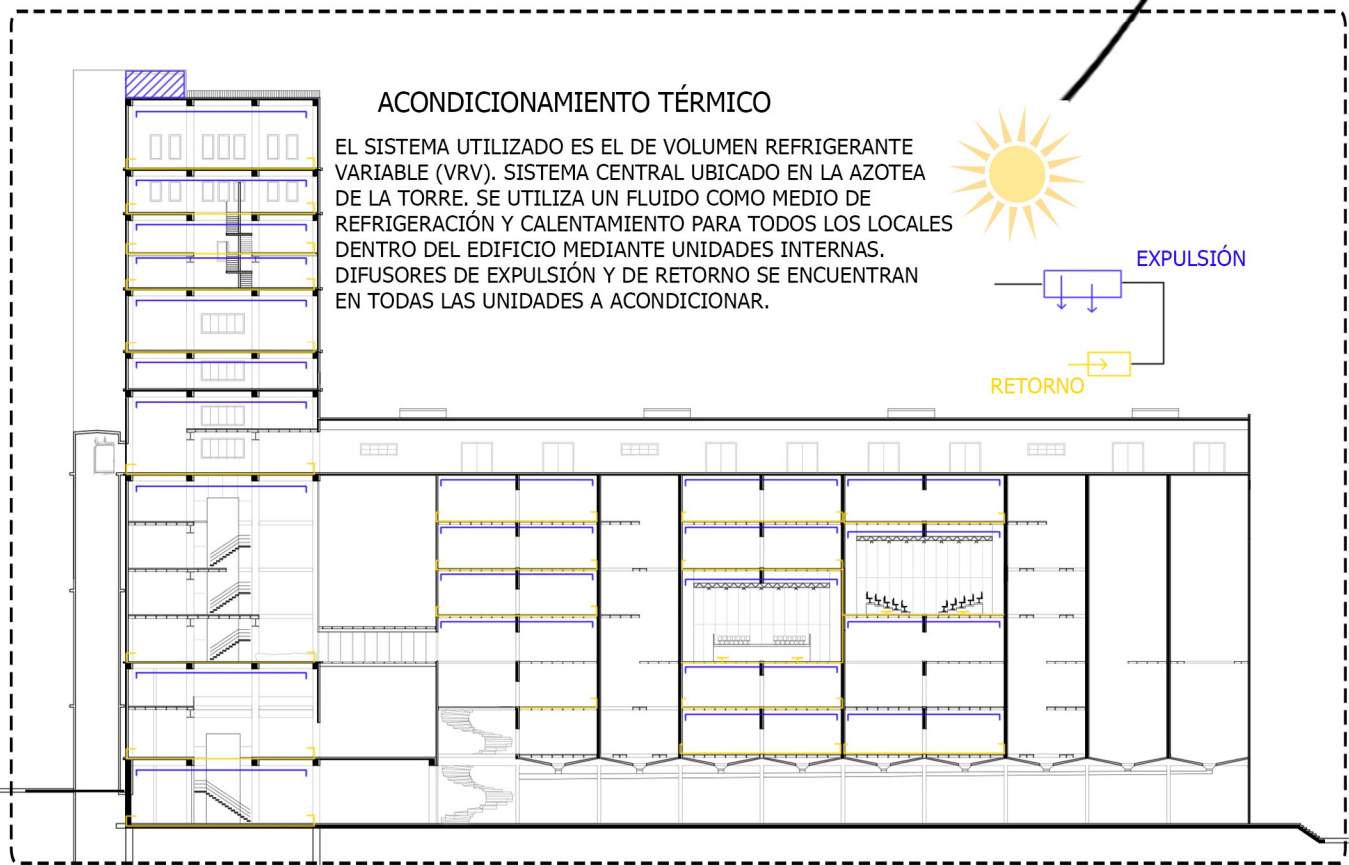 ACONDICIONAMIENTO TÉRMICO
EL SISTEMA UTILIZADO ES EL DE VOLUMEN REFRIGERANTE
VARIABLE (VRV). SISTEMA CENTRAL UBICADO EN LA AZOTEA
DE LA TORRE. SE UTILIZA UN FLUIDO COMO MEDIO DE
REFRIGERACIÓN Y CALENTAMIENTO PARA TODOS LOS LOCALES
DENTRO DEL EDIFICIO MEDIANTE UNIDADES INTERNAS.
DIFUSORES DE EXPULSIÓN Y DE RETORNO SE ENCUENTRAN
EN TODAS LAS UNIDADES A ACONDICIONAR.
EXPULSIÓN
RETORNO